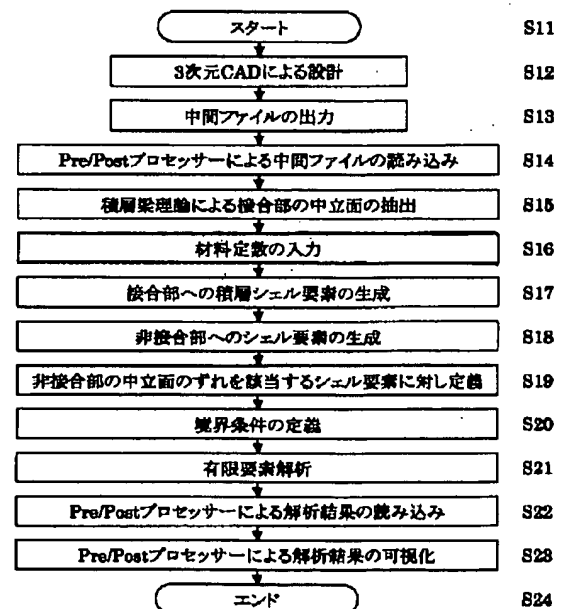 スタート S11
3次元CADによる設計 S12
中間ファイルの出力 S13
Pre/Postプロセッサーによる中間ファイルの読み込み S14
積層梁理論による接合部の中立面の抽出 S15
材料定数の入力 S16
接合部への積層シェル要素の生成 S17
非接合部へのシェル要素の生成 S18
非接合部の中立面のずれを該当するシェル要素に対し定義 S19
境界条件の定義 S20
有限要素解析 S21
Pre/Postプロセッサーによる解析結果の読み込み S22
Pre/Postプロセッサーによる解析結果の可視化 S23
エンド S24